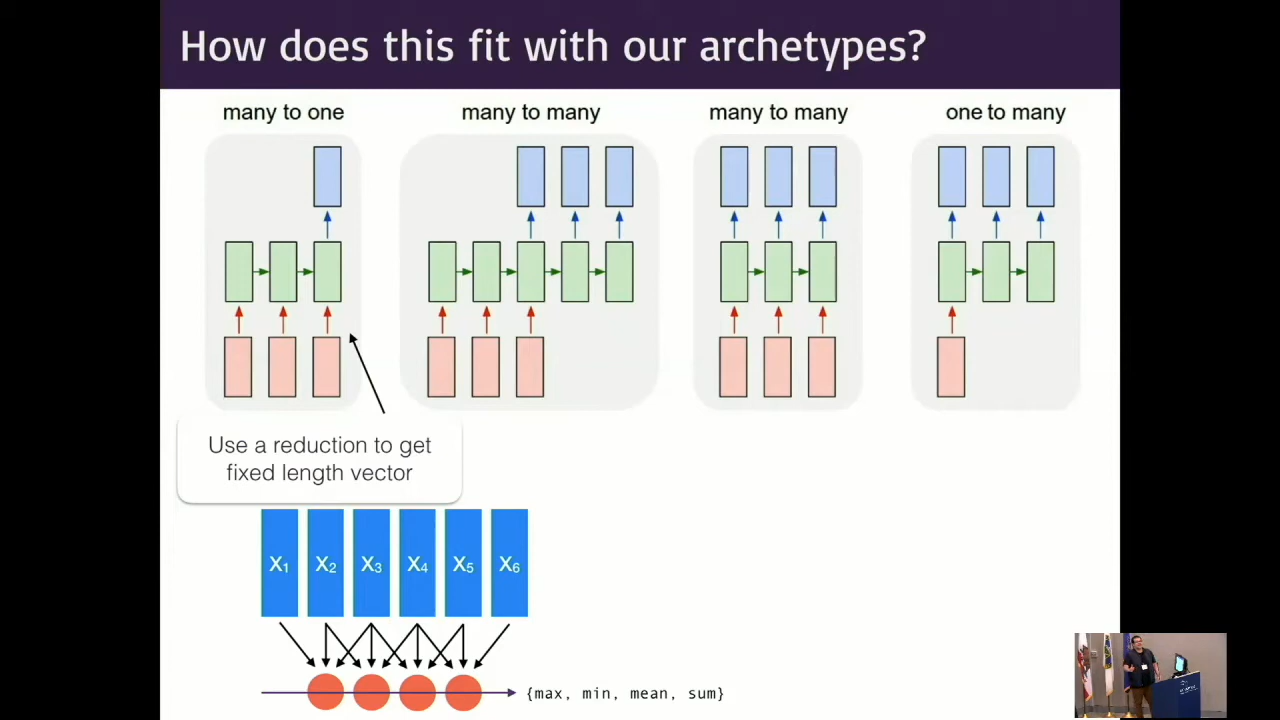 How does this fit with our archetypes?
many to one
many to many
many to many
one to many
Use a reduction to get
fixed length vector
X₁ X₂ X₃ X₄ X₅ X₆
{max, min, mean, sum}